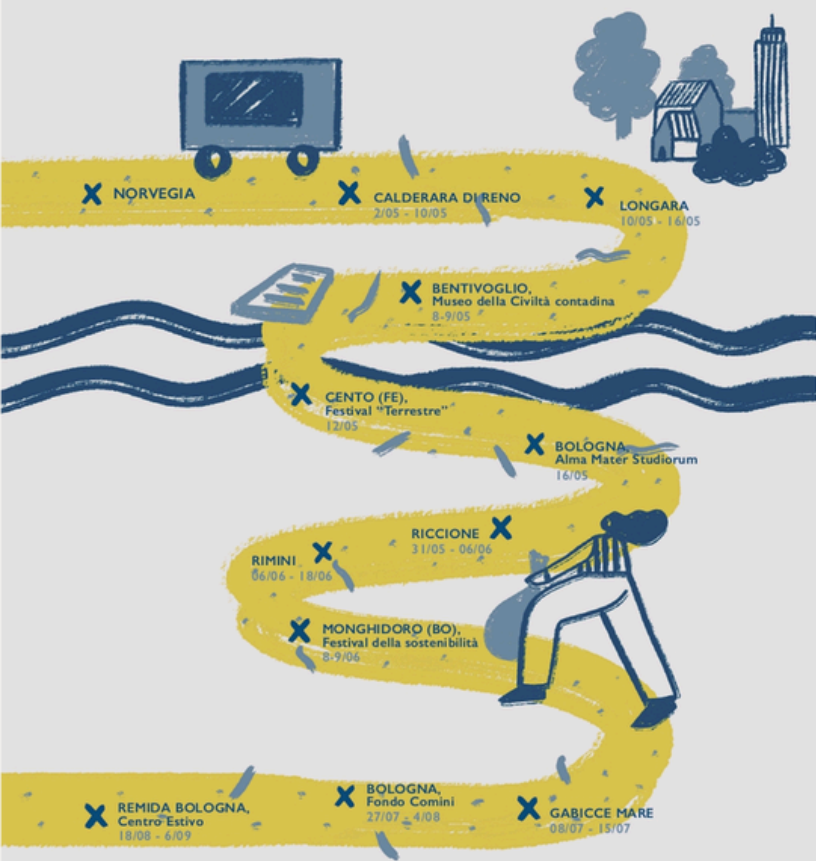 NORVEGIA
CALDERARA DI RENO
2/05 - 10/05
LONGARA
10/05 - 16/05
BENTIVOGLIO,
Museo della Civiltà contadina
8-9/05
CENTO (FE),
Festival "Terrestre"
12/05
BOLOGNA,
Alma Mater Studiorum
16/05
RICCIONE
31/05 - 06/06
RIMINI
06/06 - 18/06
MONGHIDORO (BO),
Festival della sostenibilità
8-9/06
GABICCE MARE
08/07 - 15/07
BOLOGNA,
Fondo Comini
27/07 - 4/08
REMIDA BOLOGNA,
Centro Estivo
18/08 - 6/09